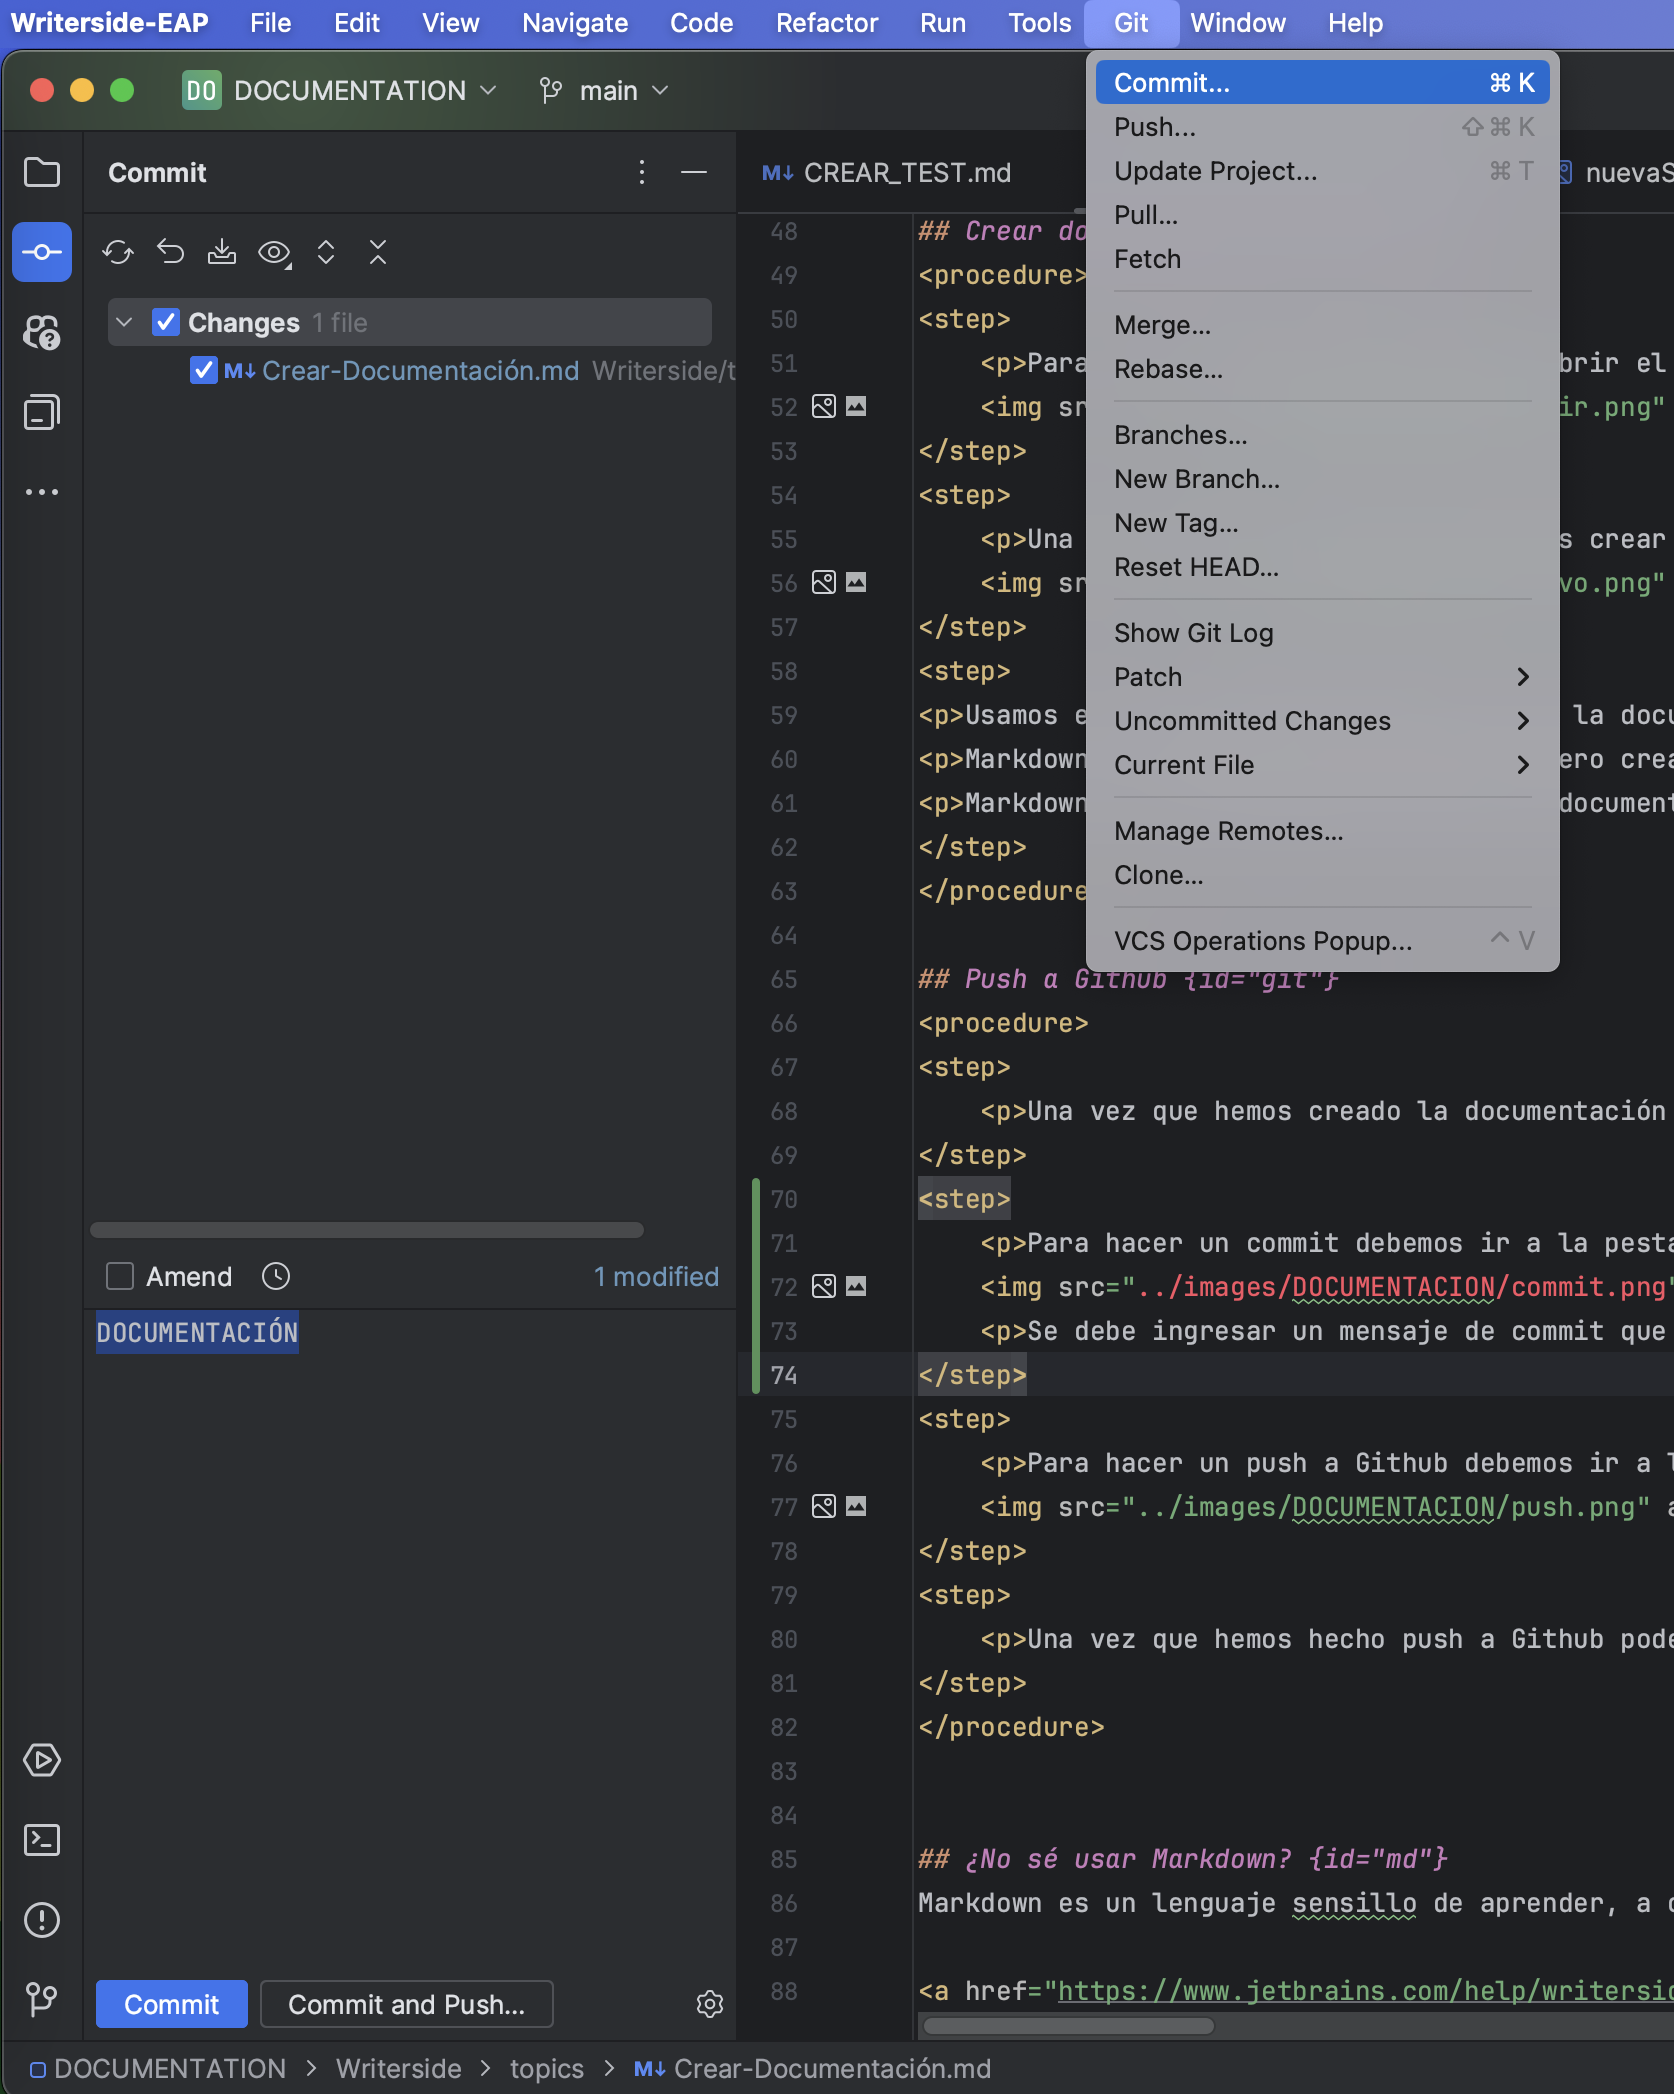 Writerside-EAP File Edit View Navigate Code Refactor Run Tools Git Window Help
DO DOCUMENTATION main
Commit
Changes 1 file
M↓ Crear-Documentación.md Writerside/t
Amend 1 modified
DOCUMENTACIÓN
Commit Commit and Push...
Commit... ⌘ K
Push... ⇧ ⌘ K
Update Project... ⌘ T
Pull...
Fetch
Merge...
Rebase...
Branches...
New Branch...
New Tag...
Reset HEAD...
Show Git Log
Patch
Uncommitted Changes
Current File
Manage Remotes...
Clone...
VCS Operations Popup... ^ V
M↓ CREAR_TEST.md nuevaS
48 ## Crear do
49 <procedure>
50 <step>
51 <p>Para brir el
52 <img sr ir.png"
53 </step>
54 <step>
55 <p>Una s crear
56 <img sr vo.png"
57 </step>
58 <step>
59 <p>Usamos e la docu
60 <p>Markdown ero crea
61 <p>Markdown document
62 </step>
63 </procedure
64
65 ## Push a Github {id="git"}
66 <procedure>
67 <step>
68 <p>Una vez que hemos creado la documentación
69 </step>
70 <step>
71 <p>Para hacer un commit debemos ir a la pesta
72 <img src="../images/DOCUMENTACION/commit.png"
73 <p>Se debe ingresar un mensaje de commit que
74 </step>
75 <step>
76 <p>Para hacer un push a Github debemos ir a l
77 <img src="../images/DOCUMENTACION/push.png" a
78 </step>
79 <step>
80 <p>Una vez que hemos hecho push a Github pode
81 </step>
82 </procedure>
83
84
85 ## ¿No sé usar Markdown? {id="md"}
86 Markdown es un lenguaje sensillo de aprender, a c
87
88 <a href="https://www.jetbrains.com/help/writersid
DOCUMENTATION > Writerside > topics > M↓ Crear-Documentación.md